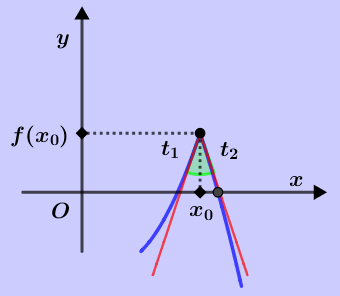 y
f(x₀)
t₁
t₂
x
O
x₀